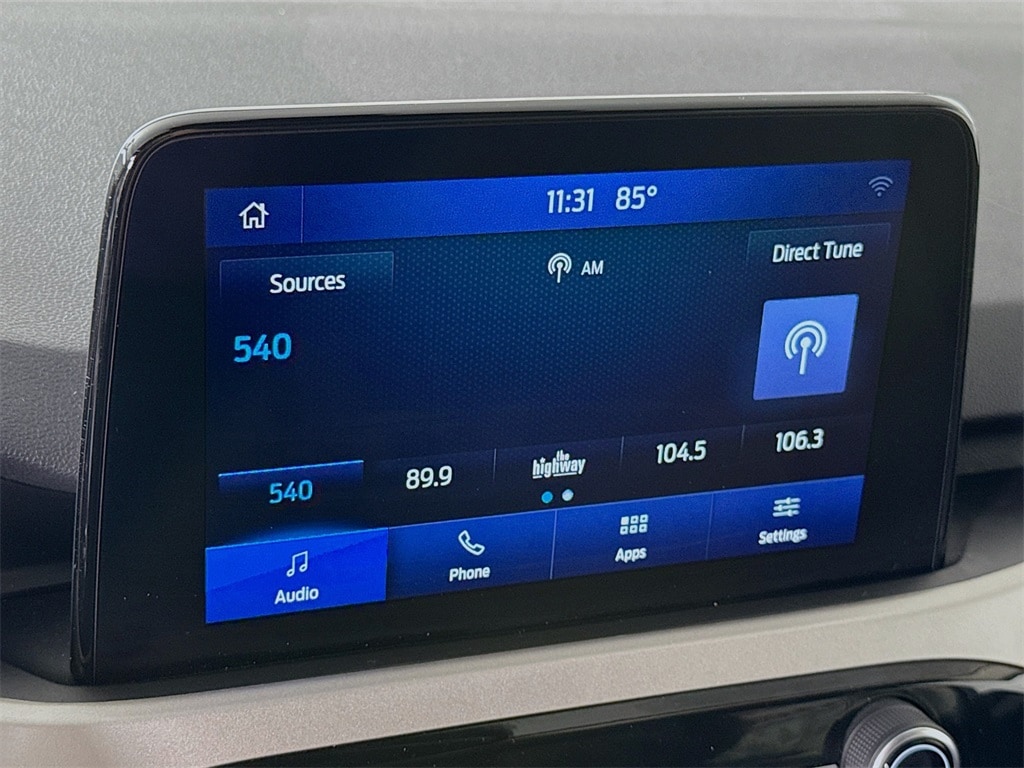 11:31 85°
Sources
AM
Direct Tune
540
540
89.9
the
highway
104.5
106.3
Audio
Phone
Apps
Settings